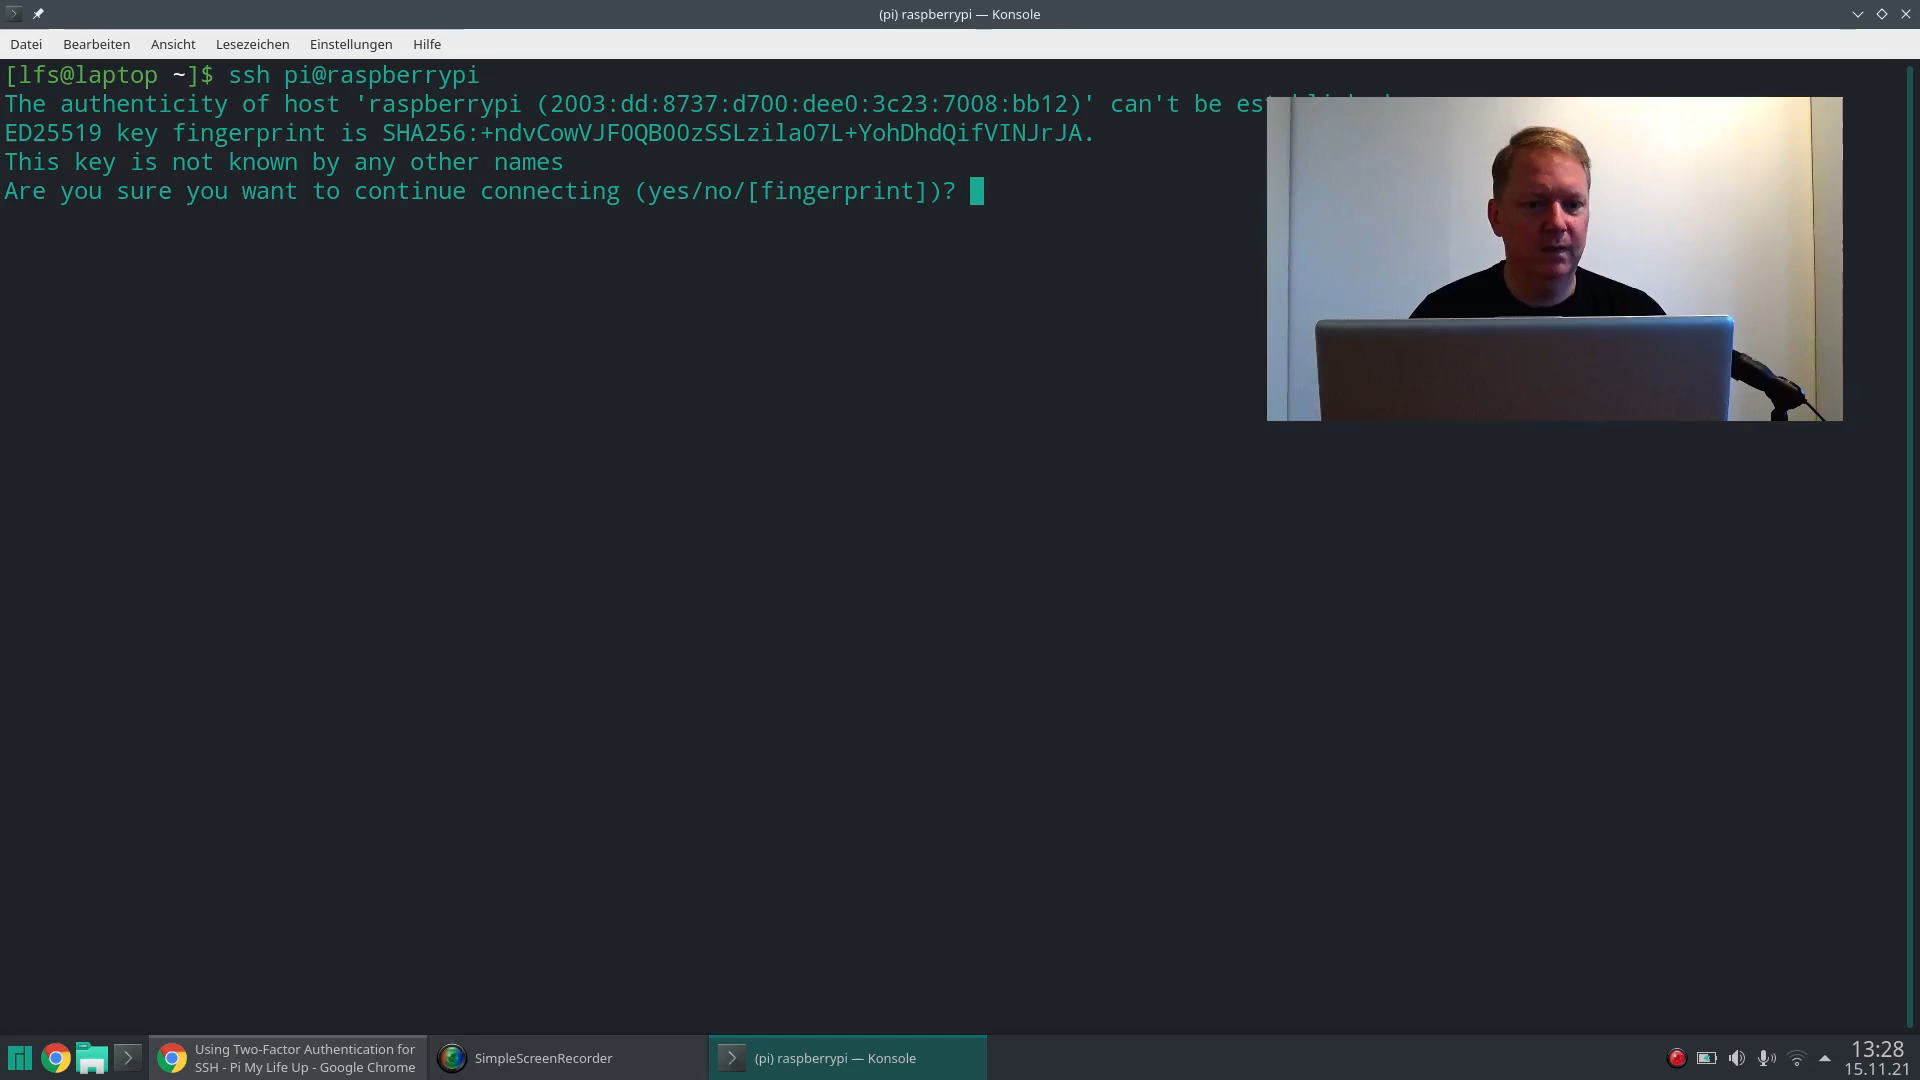 (pi) raspberrypi — Konsole
Datei Bearbeiten Ansicht Lesezeichen Einstellungen Hilfe
[lfs@laptop ~]$ ssh pi@raspberrypi
The authenticity of host 'raspberrypi (2003:dd:8737:d700:dee0:3c23:7008:bb12)' can't be
ED25519 key fingerprint is SHA256:+ndvCowVJF0QB00zSSLzila07L+YohDhdQifVINJrJA.
This key is not known by any other names
Are you sure you want to continue connecting (yes/no/[fingerprint])?
Using Two-Factor Authentication for
SSH - Pi My Life Up - Google Chrome
SimpleScreenRecorder
(pi) raspberrypi — Konsole
13:28
15.11.21